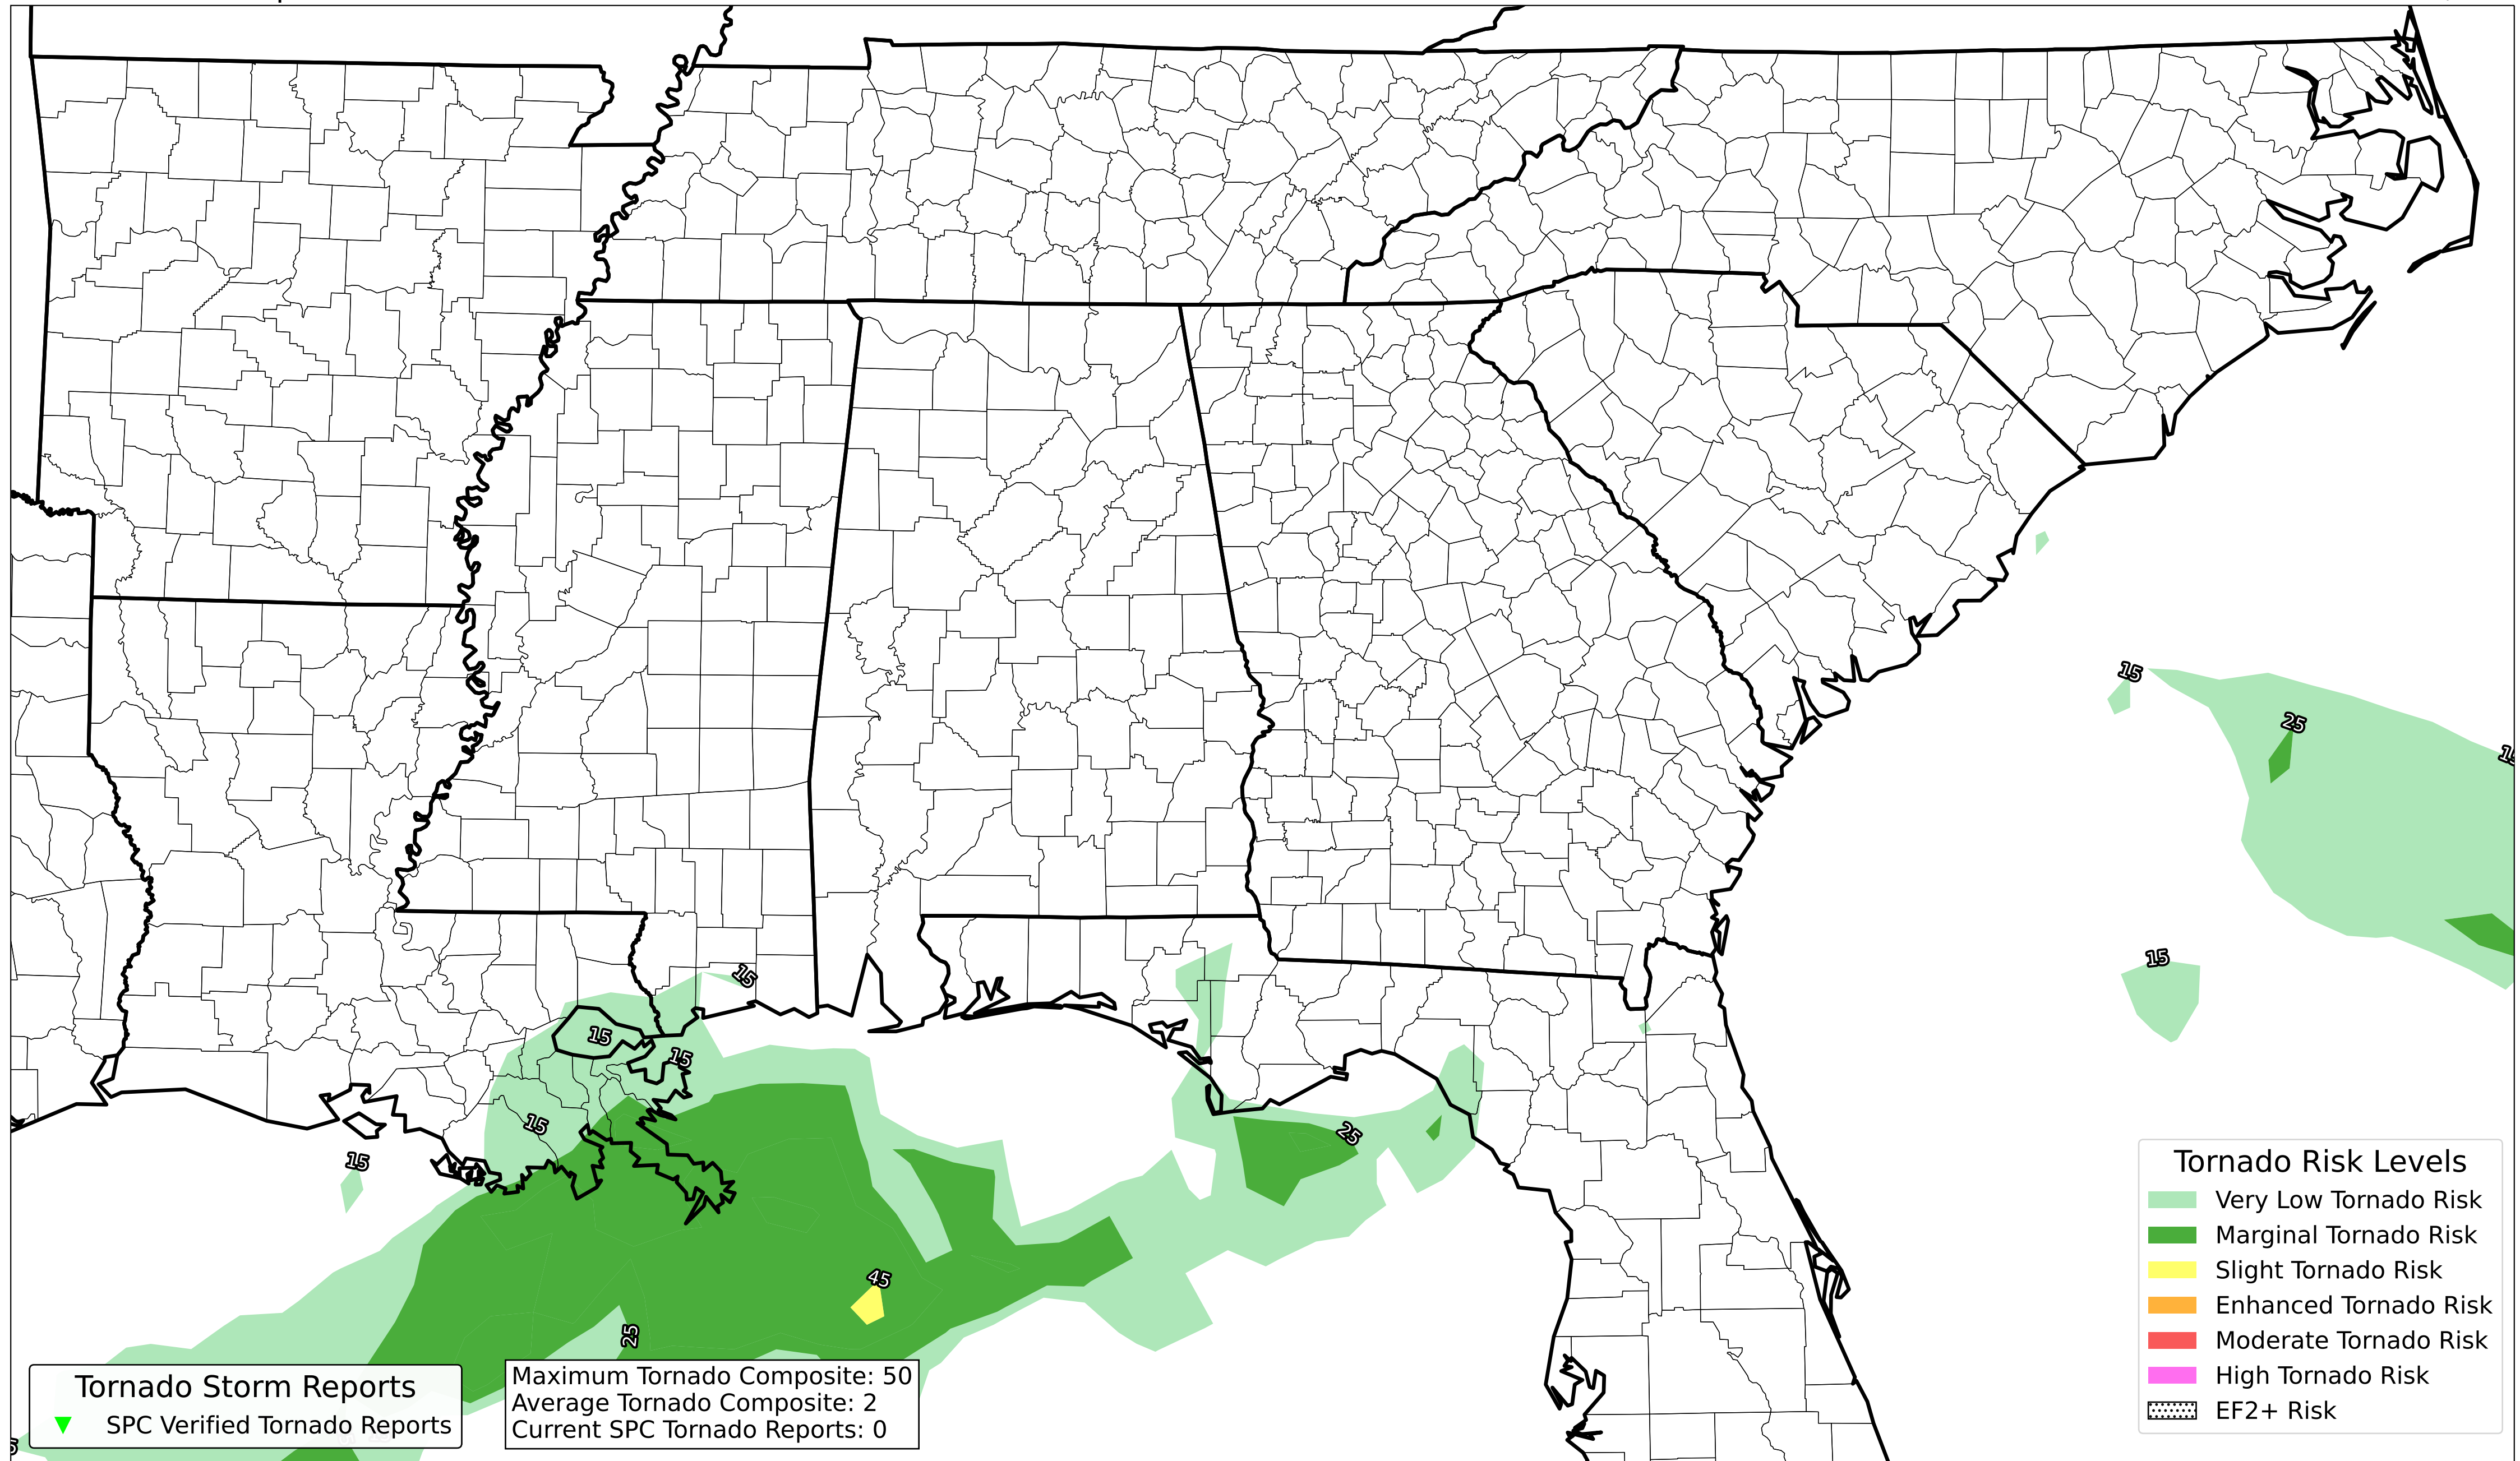 15
25
15
15
15
15
15
25
15
15
45
25
Tornado Risk Levels
Very Low Tornado Risk
Marginal Tornado Risk
Slight Tornado Risk
Enhanced Tornado Risk
Moderate Tornado Risk
High Tornado Risk
EF2+ Risk
Tornado Storm Reports
SPC Verified Tornado Reports
Maximum Tornado Composite: 50
Average Tornado Composite: 2
Current SPC Tornado Reports: 0